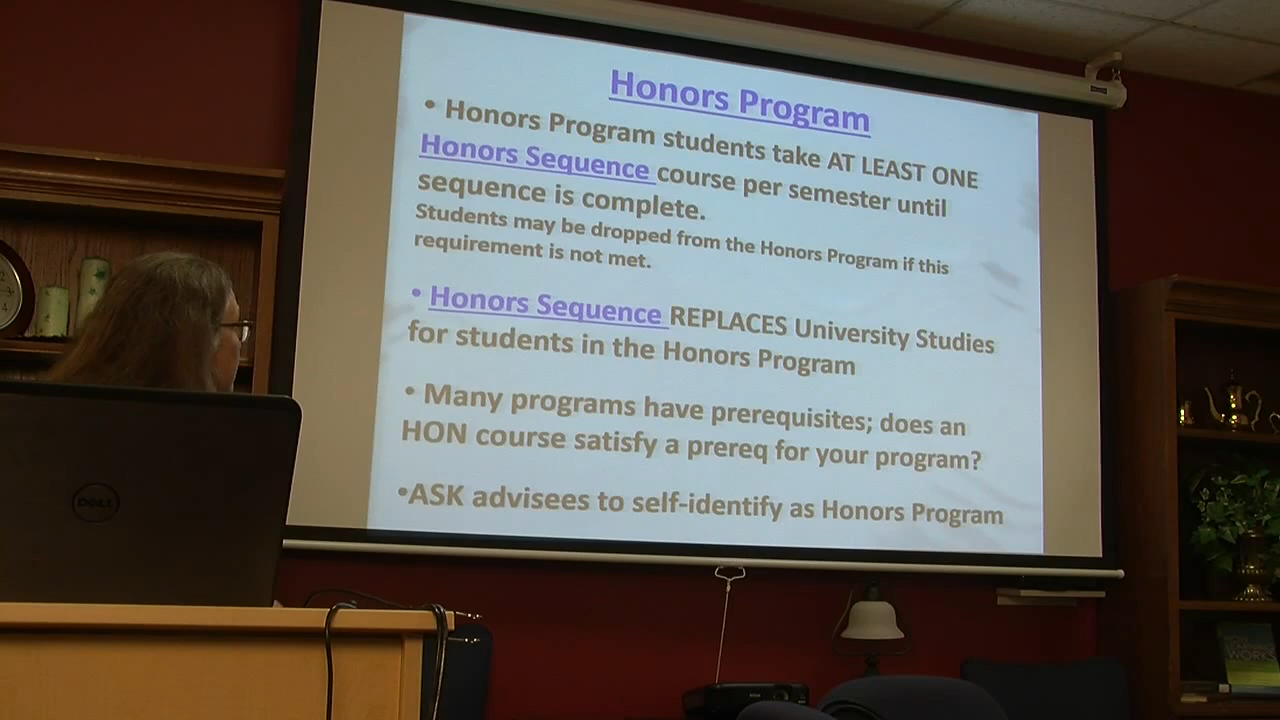 Honors Program
• Honors Program students take AT LEAST ONE
Honors Sequence course per semester until
sequence is complete.
Students may be dropped from the Honors Program if this
requirement is not met.
• Honors Sequence REPLACES University Studies
for students in the Honors Program
• Many programs have prerequisites; does an
HON course satisfy a prereq for your program?
•ASK advisees to self-identify as Honors Program
DELL